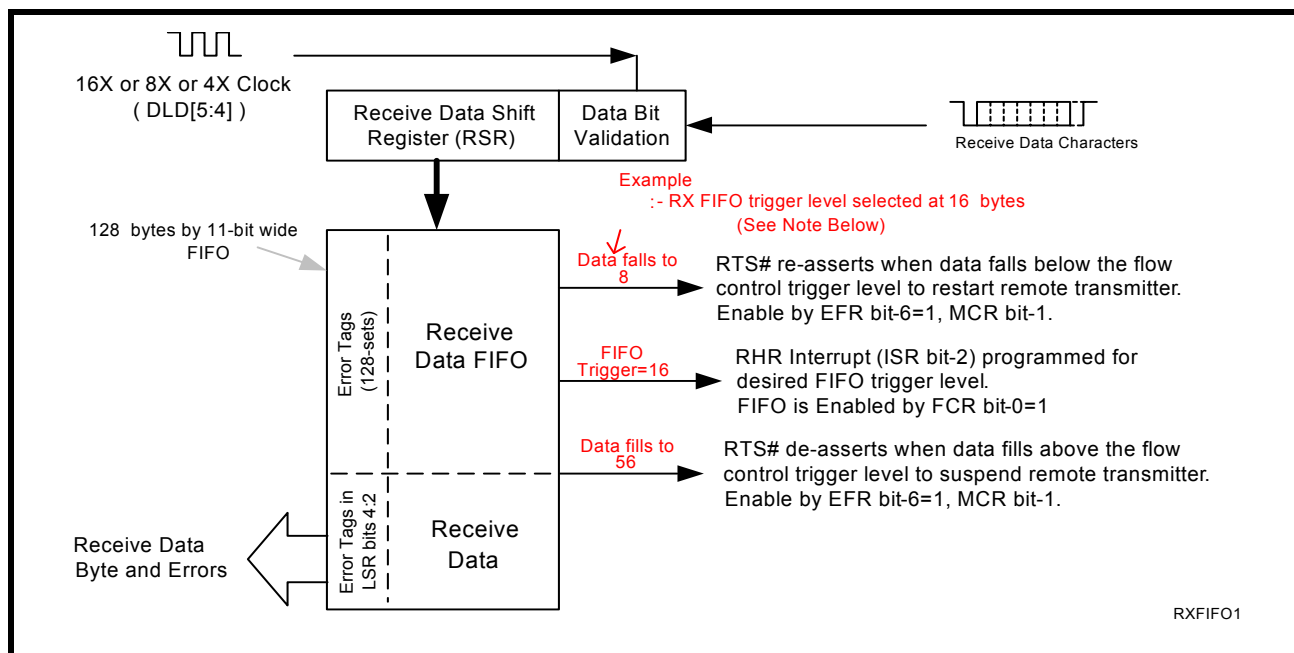 16X or 8X or 4X Clock
( DLD[5:4] )
Receive Data Shift
Register (RSR)
Data Bit
Validation
Receive Data Characters
Example
:- RX FIFO trigger level selected at 16 bytes
(See Note Below)
128 bytes by 11-bit wide
FIFO
Data falls to
8
RTS# re-asserts when data falls below the flow
control trigger level to restart remote transmitter.
Enable by EFR bit-6=1, MCR bit-1.
Error Tags
(128-sets)
Receive
Data FIFO
FIFO
Trigger=16
RHR Interrupt (ISR bit-2) programmed for
desired FIFO trigger level.
FIFO is Enabled by FCR bit-0=1
Data fills to
56
RTS# de-asserts when data fills above the flow
control trigger level to suspend remote transmitter.
Enable by EFR bit-6=1, MCR bit-1.
Error Tags in
LSR bits 4:2
Receive
Data
Receive Data
Byte and Errors
RXFIFO1